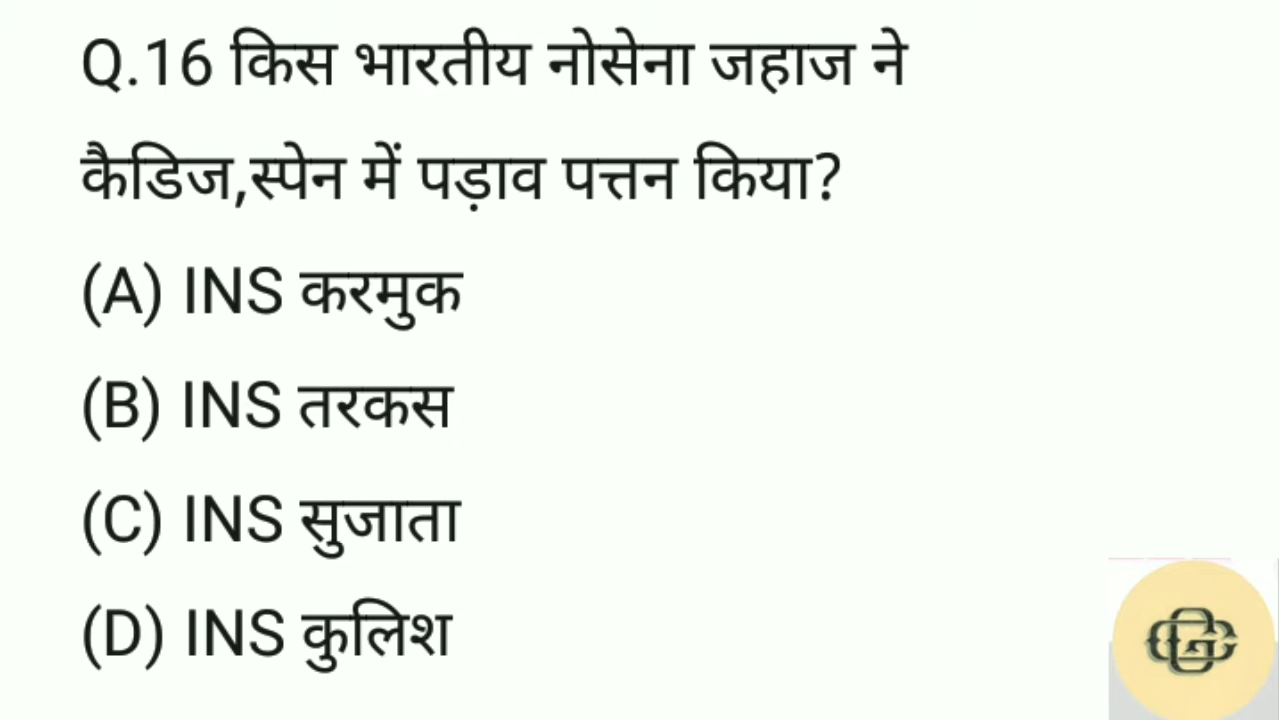 Q.16 किस भारतीय नोसेना जहाज ने
कैडिज,स्पेन में पड़ाव पत्तन किया?
(A) INS करमुक
(B) INS तरकस
(C) INS सुजाता
(D) INS कुलिश